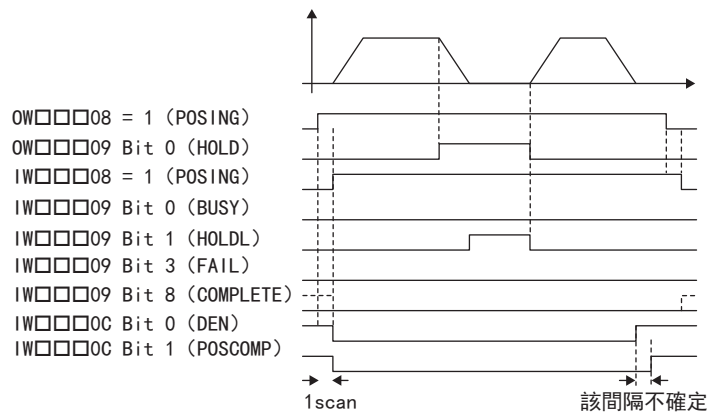 OW□□□08 = 1 (POSING)
OW□□□09 Bit 0 (HOLD)
IW□□□08 = 1 (POSING)
IW□□□09 Bit 0 (BUSY)
IW□□□09 Bit 1 (HOLDL)
IW□□□09 Bit 3 (FAIL)
IW□□□09 Bit 8 (COMPLETE)
IW□□□0C Bit 0 (DEN)
IW□□□0C Bit 1 (POSCOMP)
1scan 該間隔不確定